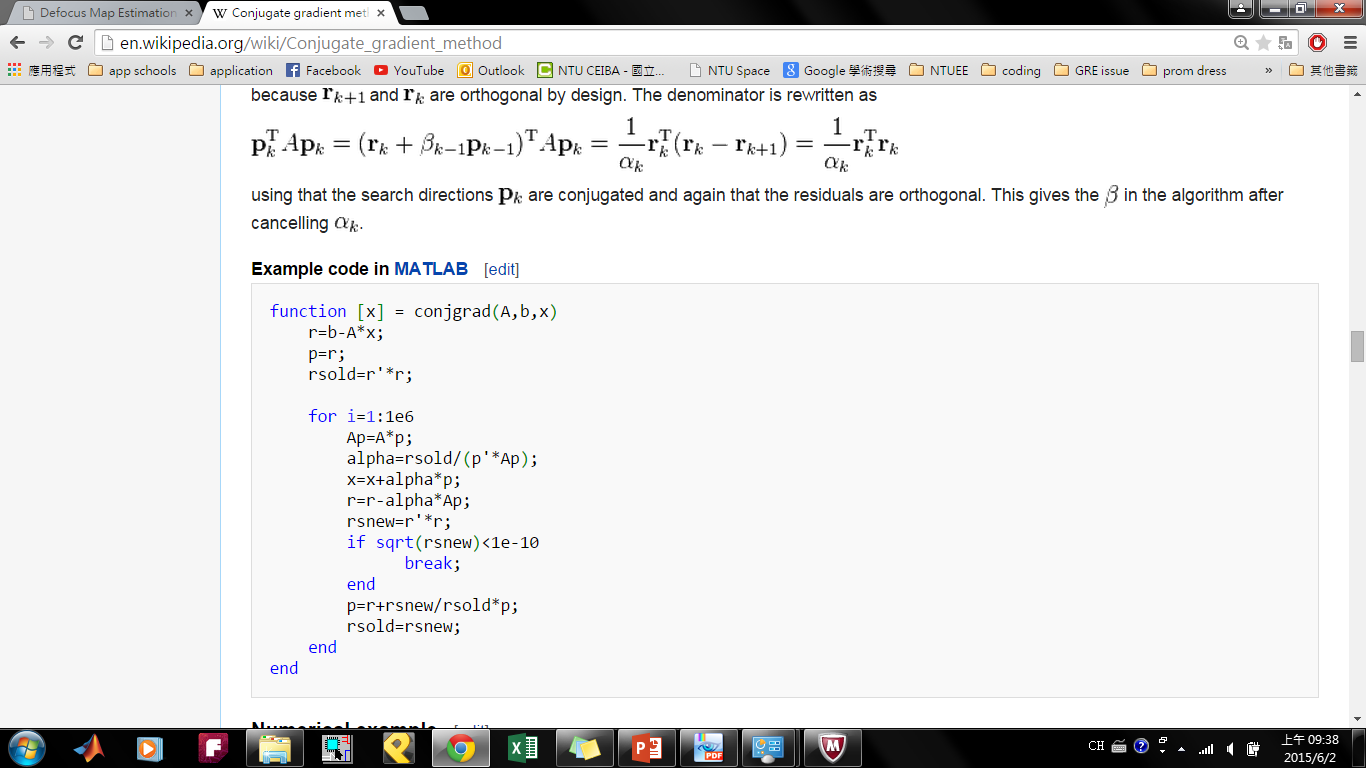 Defocus Map Estimation
W Conjugate gradient met
en.wikipedia.org/wiki/Conjugate_gradient_method
應用程式 app schools application Facebook YouTube Outlook NTU CEIBA - 國立... NTU Space Google 學術搜尋 NTUEE coding GRE issue prom dress » 其他書籤
because r_{k+1} and r_k are orthogonal by design. The denominator is rewritten as
p_k^T A p_k = (r_k + β_{k−1} p_{k−1})^T A p_k = \frac{1}{α_k} r_k^T (r_k − r_{k+1}) = \frac{1}{α_k} r_k^T r_k
using that the search directions p_k are conjugated and again that the residuals are orthogonal. This gives the β in the algorithm after
cancelling α_k.
Example code in MATLAB [edit]
function [x] = conjgrad(A,b,x)
    r=b-A*x;
    p=r;
    rsold=r'*r;
    for i=1:1e6
        Ap=A*p;
        alpha=rsold/(p'*Ap);
        x=x+alpha*p;
        r=r-alpha*Ap;
        rsnew=r'*r;
        if sqrt(rsnew)<1e-10
              break;
        end
        p=r+rsnew/rsold*p;
        rsold=rsnew;
    end
end
Numerical example [edit]
CH
上午 09:38
2015/6/2